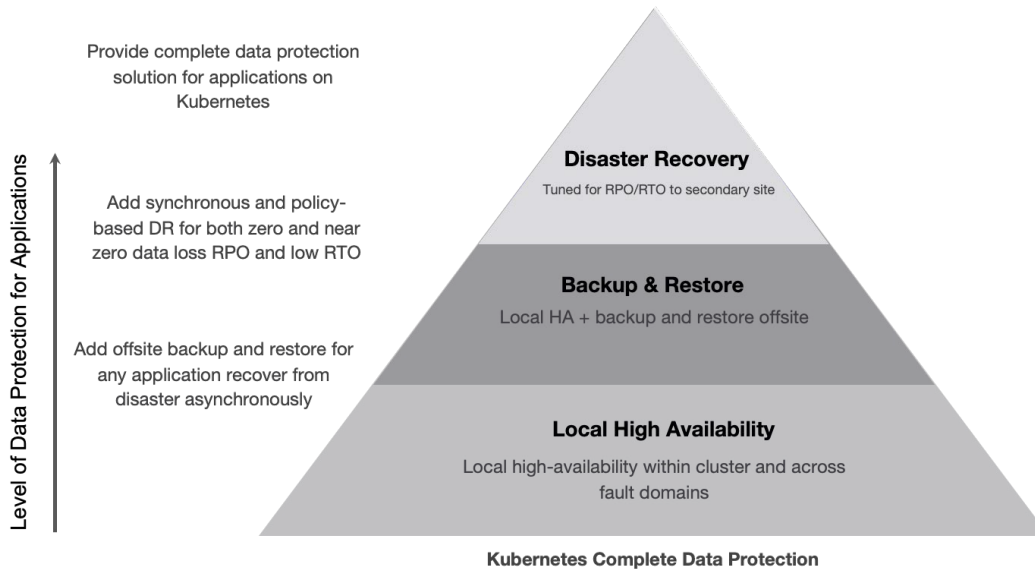 Provide complete data protection
solution for applications on
Kubernetes
Level of Data Protection for Applications
Add synchronous and policy-
based DR for both zero and near
zero data loss RPO and low RTO
Add offsite backup and restore for
any application recover from
disaster asynchronously
Disaster Recovery
Tuned for RPO/RTO to secondary site
Backup & Restore
Local HA + backup and restore offsite
Local High Availability
Local high-availability within cluster and across
fault domains
Kubernetes Complete Data Protection